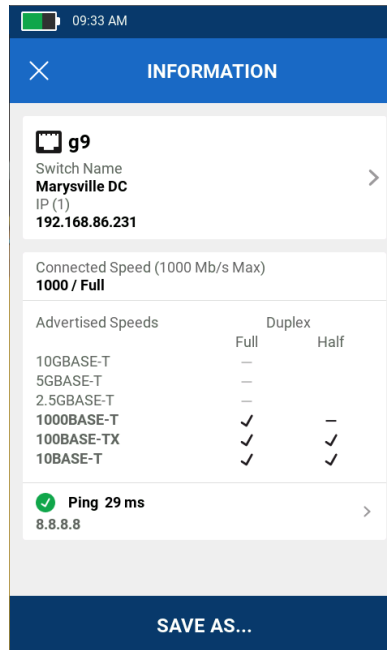 09:33 AM
INFORMATION
g9
Switch Name
Marysville DC
IP (1)
192.168.86.231
Connected Speed (1000 Mb/s Max)
1000 / Full
Advertised Speeds Duplex
Full Half
10GBASE-T —
5GBASE-T —
2.5GBASE-T —
1000BASE-T ✓ —
100BASE-TX ✓ ✓
10BASE-T ✓ ✓
Ping 29 ms
8.8.8.8
SAVE AS...